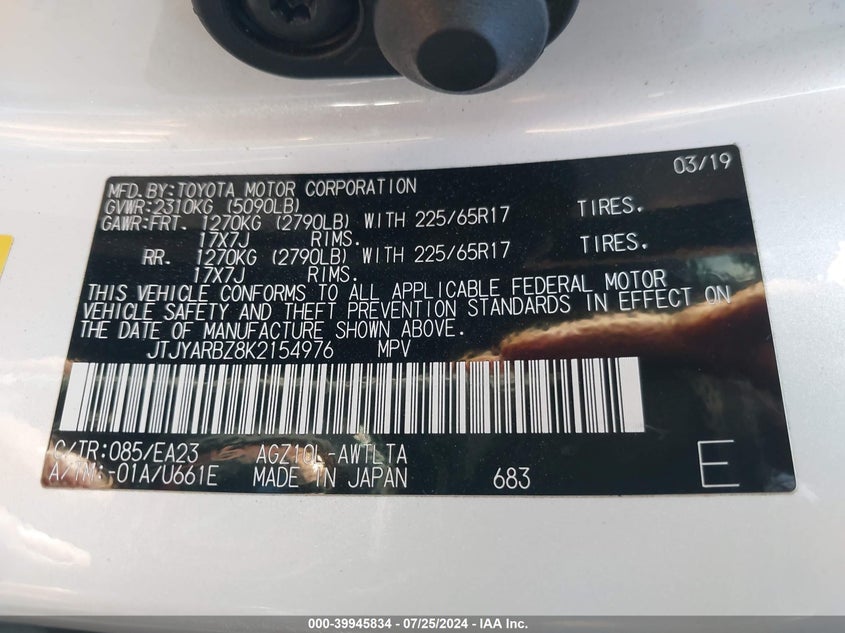 03/19
MFD.BY:TOYOTA MOTOR CORPORATION
GVWR:2310KG (5090LB)
GAWR:FRT. 1270KG (2790LB) WITH 225/65R17 TIRES.
17X7J RIMS.
RR. 1270KG (2790LB) WITH 225/65R17 TIRES.
17X7J RIMS.
THIS VEHICLE CONFORMS TO ALL APPLICABLE FEDERAL MOTOR
VEHICLE SAFETY AND THEFT PREVENTION STANDARDS IN EFFECT ON
THE DATE OF MANUFACTURE SHOWN ABOVE.
JTJYARBZ8K2154976 MPV
C/TR:085/EA23 AGZ10L-AWTLTA
A/TM:-01A/U661E MADE IN JAPAN 683 E
000-39945834 - 07/25/2024 - IAA Inc.